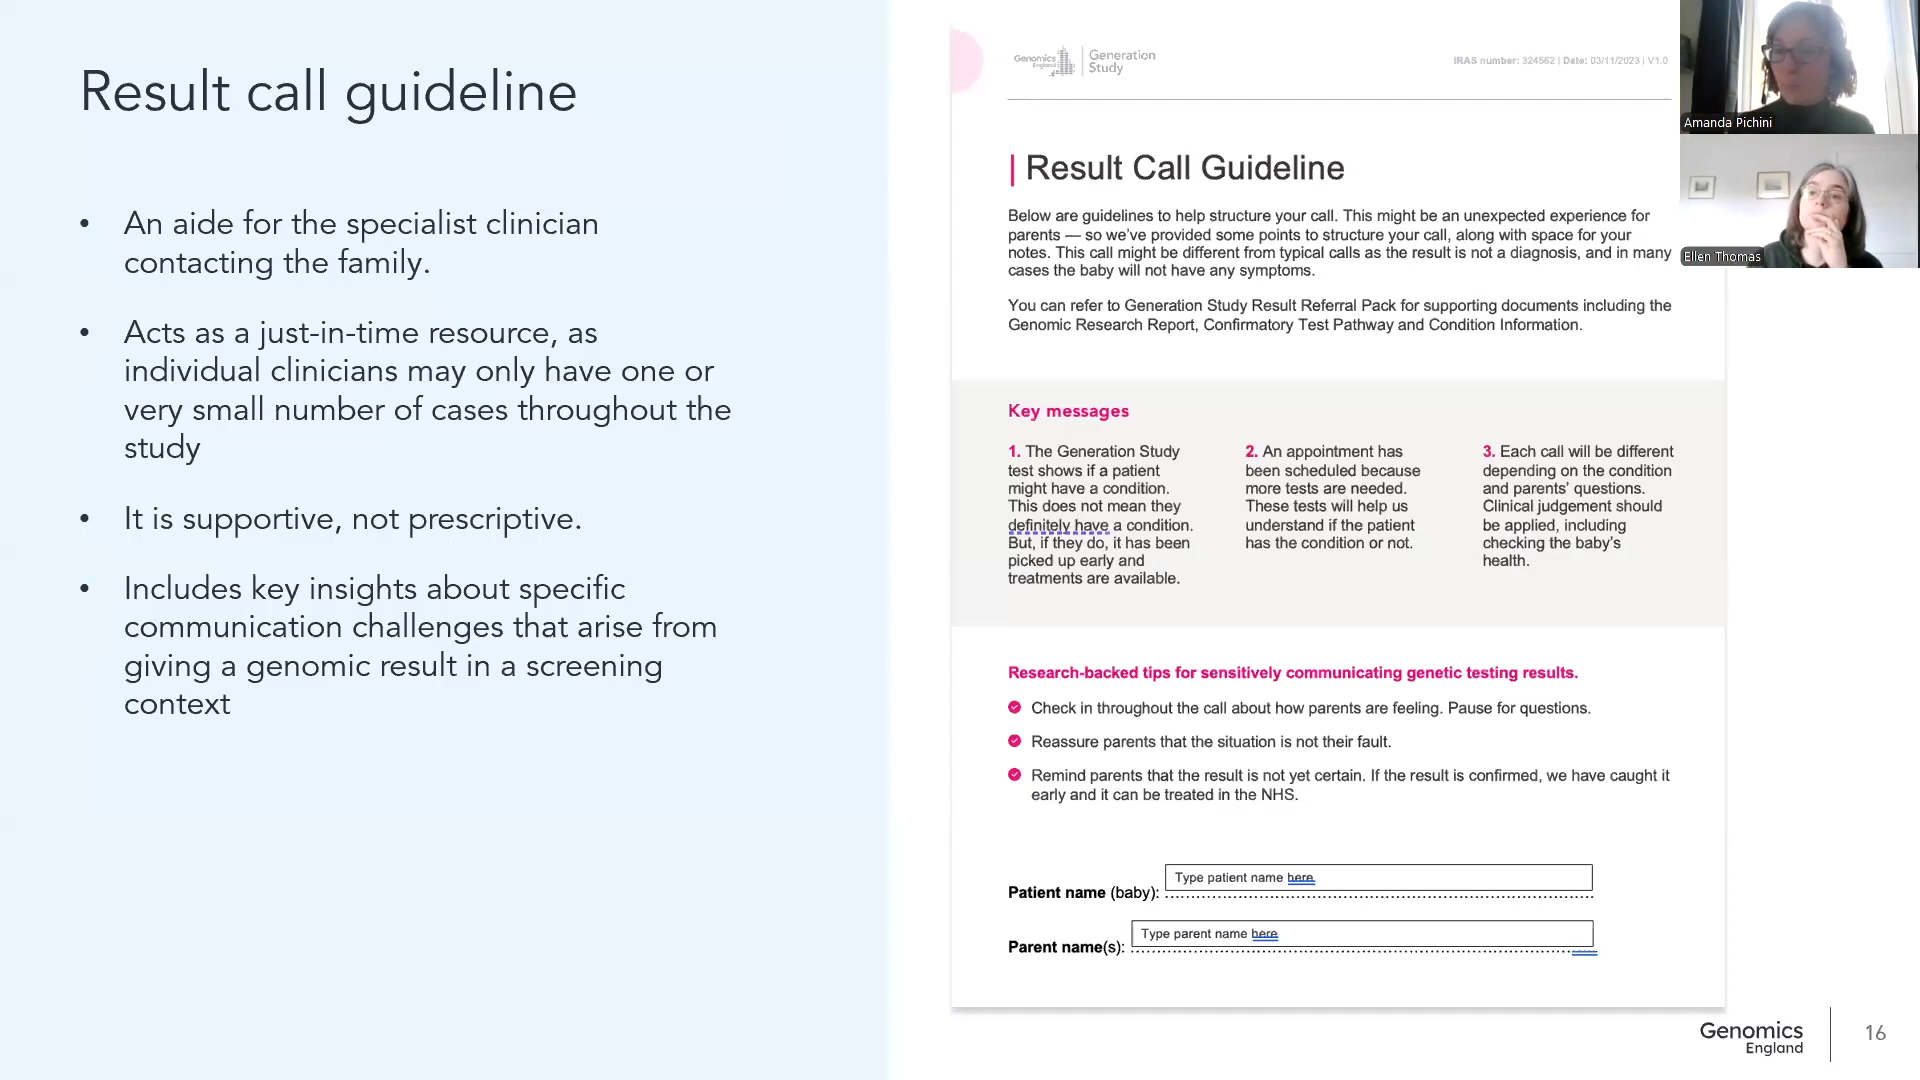 Result call guideline
• An aide for the specialist clinician
contacting the family.
• Acts as a just-in-time resource, as
individual clinicians may only have one or
very small number of cases throughout the
study
• It is supportive, not prescriptive.
• Includes key insights about specific
communication challenges that arise from
giving a genomic result in a screening
context
Genomics
England
Generation
Study
IRAS number: 324562 | Date: 03/11/2023 | V1.0
Result Call Guideline
Below are guidelines to help structure your call. This might be an unexpected experience for
parents — so we've provided some points to structure your call, along with space for your
notes. This call might be different from typical calls as the result is not a diagnosis, and in many
cases the baby will not have any symptoms.
You can refer to Generation Study Result Referral Pack for supporting documents including the
Genomic Research Report, Confirmatory Test Pathway and Condition Information.
Key messages
1. The Generation Study
test shows if a patient
might have a condition.
This does not mean they
definitely have a condition.
But, if they do, it has been
picked up early and
treatments are available.
2. An appointment has
been scheduled because
more tests are needed.
These tests will help us
understand if the patient
has the condition or not.
3. Each call will be different
depending on the condition
and parents' questions.
Clinical judgement should
be applied, including
checking the baby's
health.
Research-backed tips for sensitively communicating genetic testing results.
Check in throughout the call about how parents are feeling. Pause for questions.
Reassure parents that the situation is not their fault.
Remind parents that the result is not yet certain. If the result is confirmed, we have caught it
early and it can be treated in the NHS.
Patient name (baby): Type patient name here
Parent name(s): Type parent name here
Amanda Pichini
Ellen Thomas
Genomics
England
16